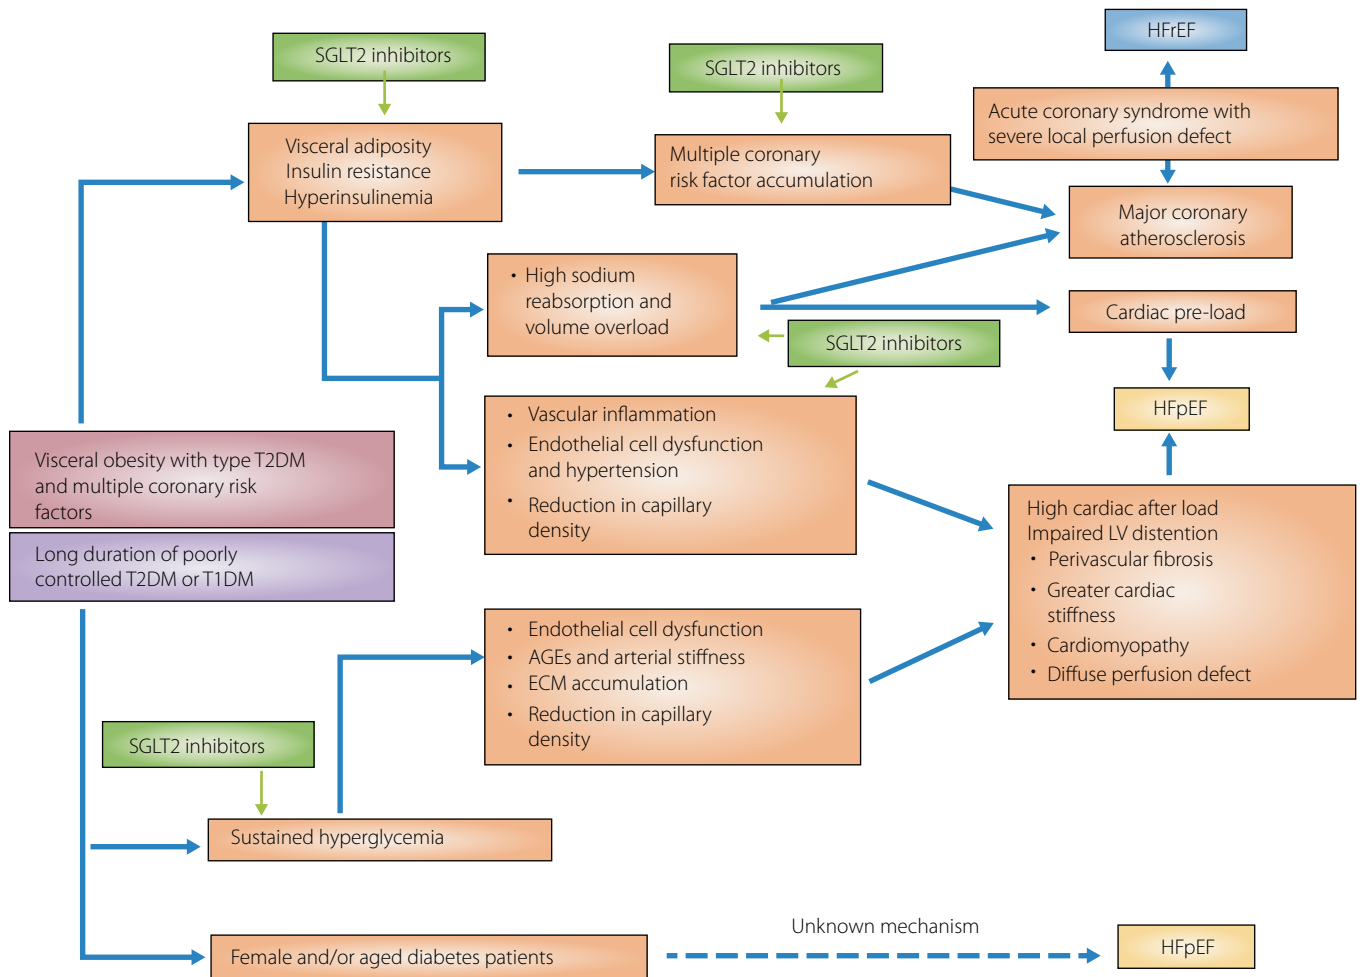 SGLT2 inhibitors
SGLT2 inhibitors
HFrEF
Visceral adiposity
Insulin resistance
Hyperinsulinemia
Multiple coronary
risk factor accumulation
Acute coronary syndrome with
severe local perfusion defect
Major coronary
atherosclerosis
• High sodium
reabsorption and
volume overload
Cardiac pre-load
SGLT2 inhibitors
HFpEF
• Vascular inflammation
• Endothelial cell dysfunction
and hypertension
• Reduction in capillary
density
Visceral obesity with type T2DM
and multiple coronary risk
factors
Long duration of poorly
controlled T2DM or T1DM
High cardiac after load
Impaired LV distention
• Perivascular fibrosis
• Greater cardiac
stiffness
• Cardiomyopathy
• Diffuse perfusion defect
• Endothelial cell dysfunction
• AGEs and arterial stiffness
• ECM accumulation
• Reduction in capillary
density
SGLT2 inhibitors
Sustained hyperglycemia
Female and/or aged diabetes patients
Unknown mechanism
HFpEF